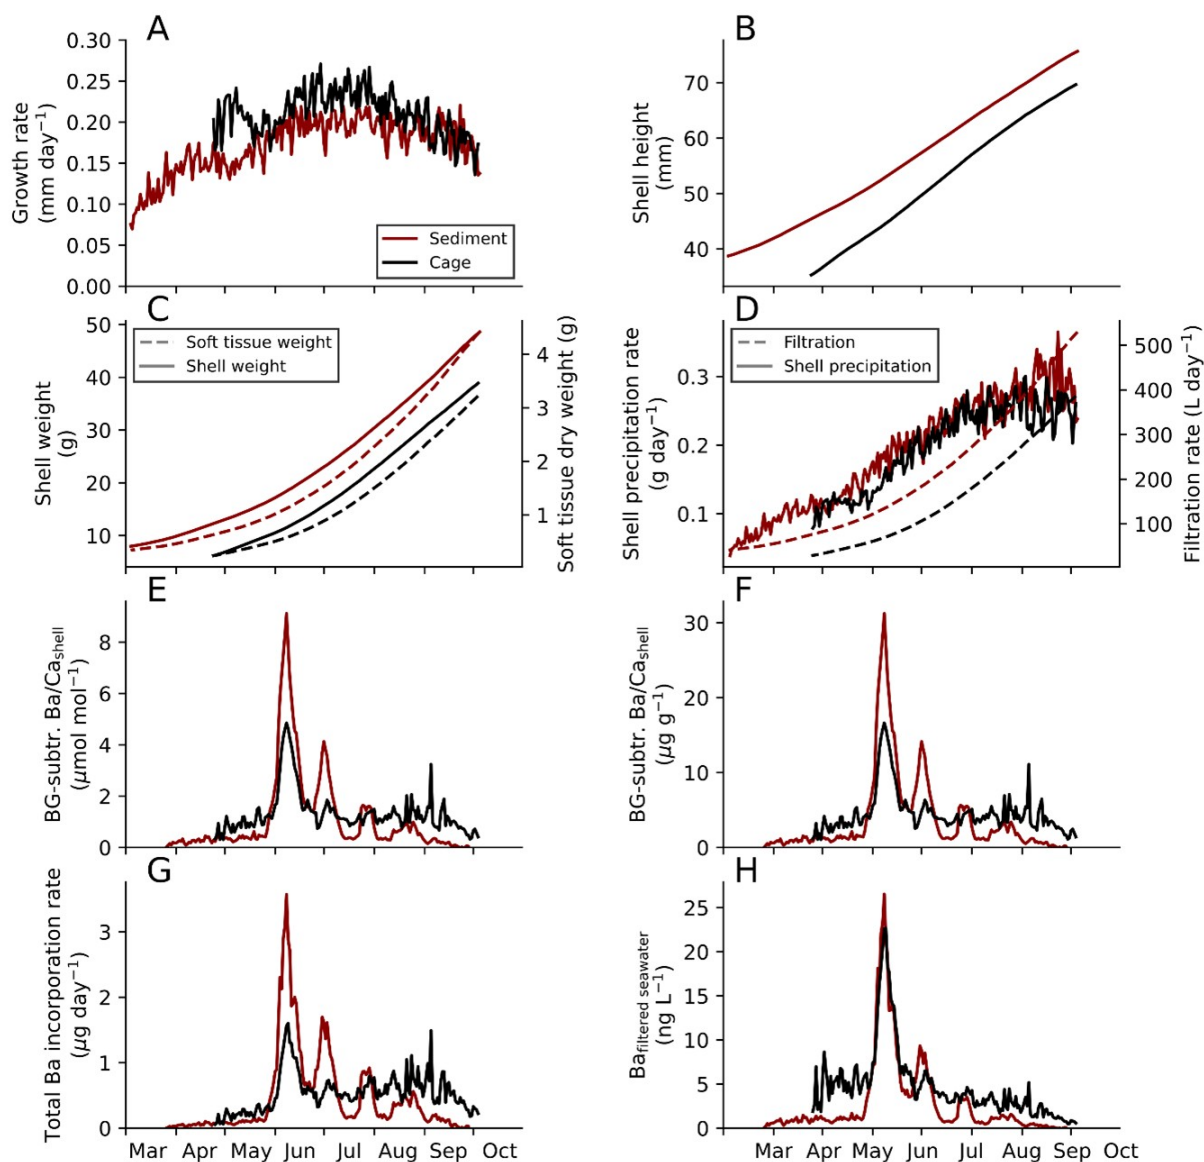 A
Growth rate
(mm day⁻¹)
0.30
0.25
0.20
0.15
0.10
0.05
0.00
Sediment
Cage
B
Shell height
(mm)
70
60
50
40
C
Shell weight
(g)
50
40
30
20
10
Soft tissue weight
Shell weight
4
3
2
1
Soft tissue dry weight (g)
D
Shell precipitation rate
(g day⁻¹)
0.3
0.2
0.1
Filtration
Shell precipitation
500
400
300
200
100
Filtration rate (L day⁻¹)
E
BG-subtr. Ba/Ca_shell
(μmol mol⁻¹)
8
6
4
2
0
F
BG-subtr. Ba/Ca_shell
(μg g⁻¹)
30
20
10
0
G
Total Ba incorporation rate
(μg day⁻¹)
3
2
1
0
Mar Apr May Jun Jul Aug Sep Oct
H
Ba_filtered seawater
(ng L⁻¹)
25
20
15
10
5
0
Mar Apr May Jun Jul Aug Sep Oct